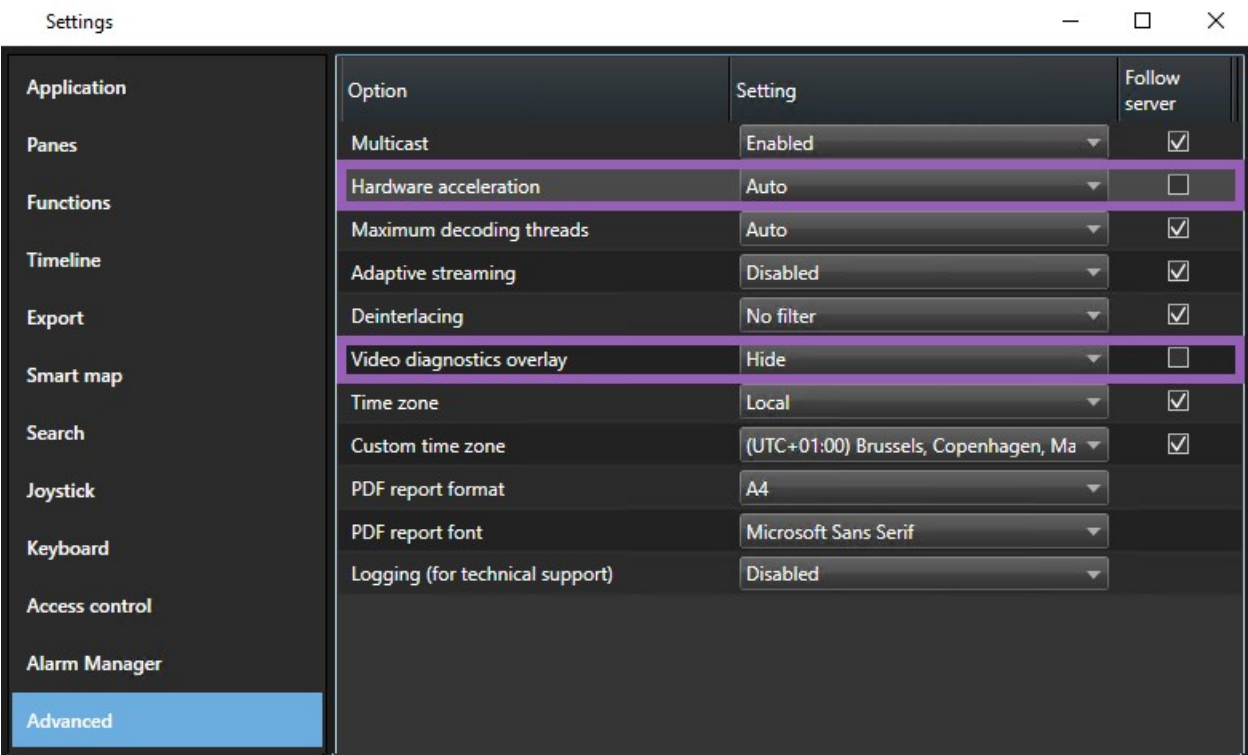 Settings
Application
Panes
Functions
Timeline
Export
Smart map
Search
Joystick
Keyboard
Access control
Alarm Manager
Advanced
Option Setting Follow server
Multicast Enabled
Hardware acceleration Auto
Maximum decoding threads Auto
Adaptive streaming Disabled
Deinterlacing No filter
Video diagnostics overlay Hide
Time zone Local
Custom time zone (UTC+01:00) Brussels, Copenhagen, Ma
PDF report format A4
PDF report font Microsoft Sans Serif
Logging (for technical support) Disabled